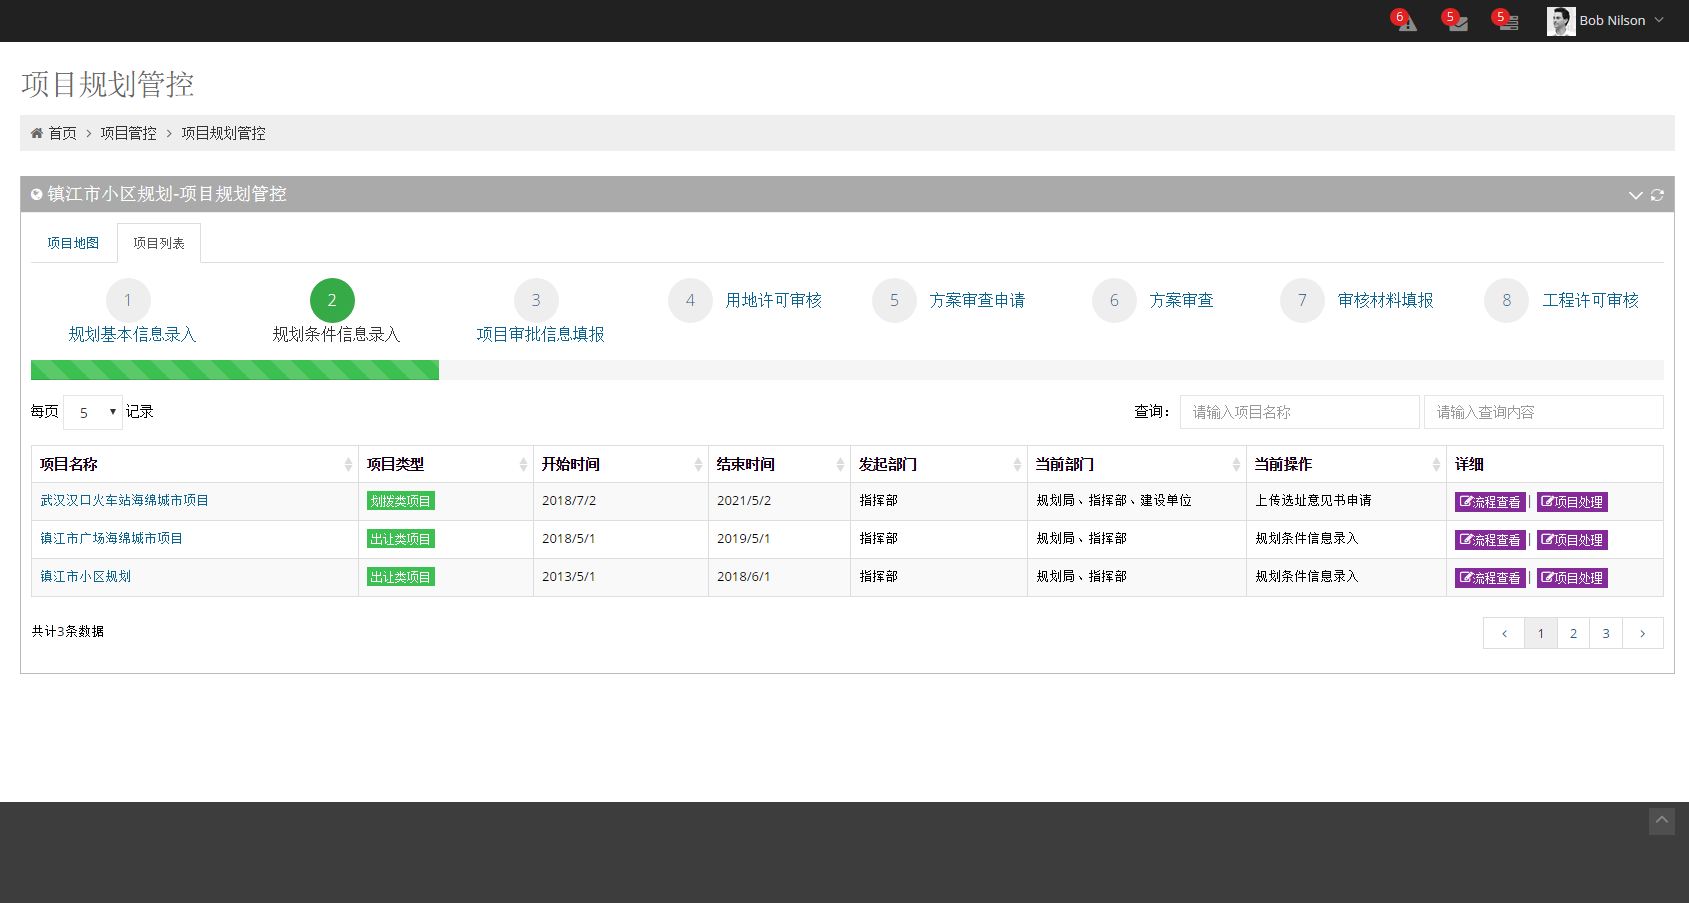 6 5 5 Bob Nilson
项目规划管控
首页 > 项目管控 > 项目规划管控
镇江市小区规划-项目规划管控
项目地图 项目列表
1 2 3 4 用地许可审核 5 方案审查申请 6 方案审查 7 审核材料填报 8 工程许可审核
规划基本信息录入 规划条件信息录入 项目审批信息填报
每页 5 记录 查询： 请输入项目名称 请输入查询内容
项目名称 项目类型 开始时间 结束时间 发起部门 当前部门 当前操作 详细
武汉汉口火车站海绵城市项目 划拨类项目 2018/7/2 2021/5/2 指挥部 规划局、指挥部、建设单位 上传选址意见书申请 流程查看 | 项目处理
镇江市广场海绵城市项目 出让类项目 2018/5/1 2019/5/1 指挥部 规划局、指挥部 规划条件信息录入 流程查看 | 项目处理
镇江市小区规划 出让类项目 2013/5/1 2018/6/1 指挥部 规划局、指挥部 规划条件信息录入 流程查看 | 项目处理
共计3条数据 ‹ 1 2 3 ›